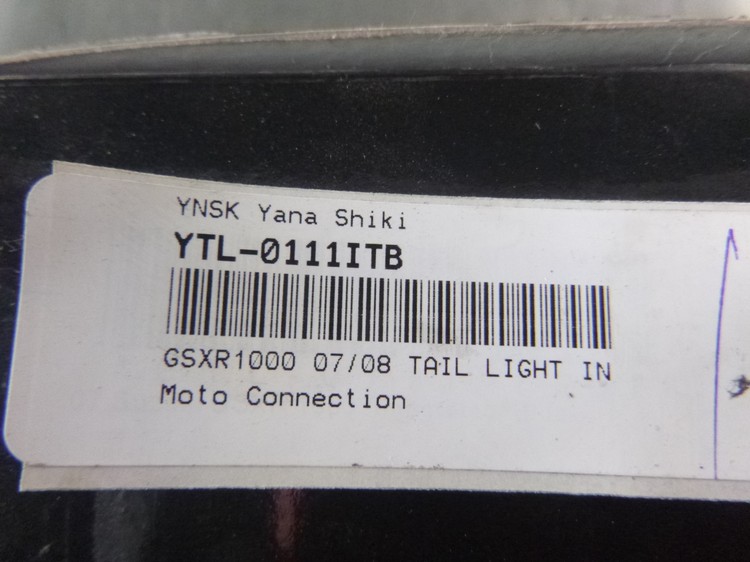 YNSK Yana Shiki
YTL-0111ITB
GSXR1000 07/08 TAIL LIGHT IN
Moto Connection